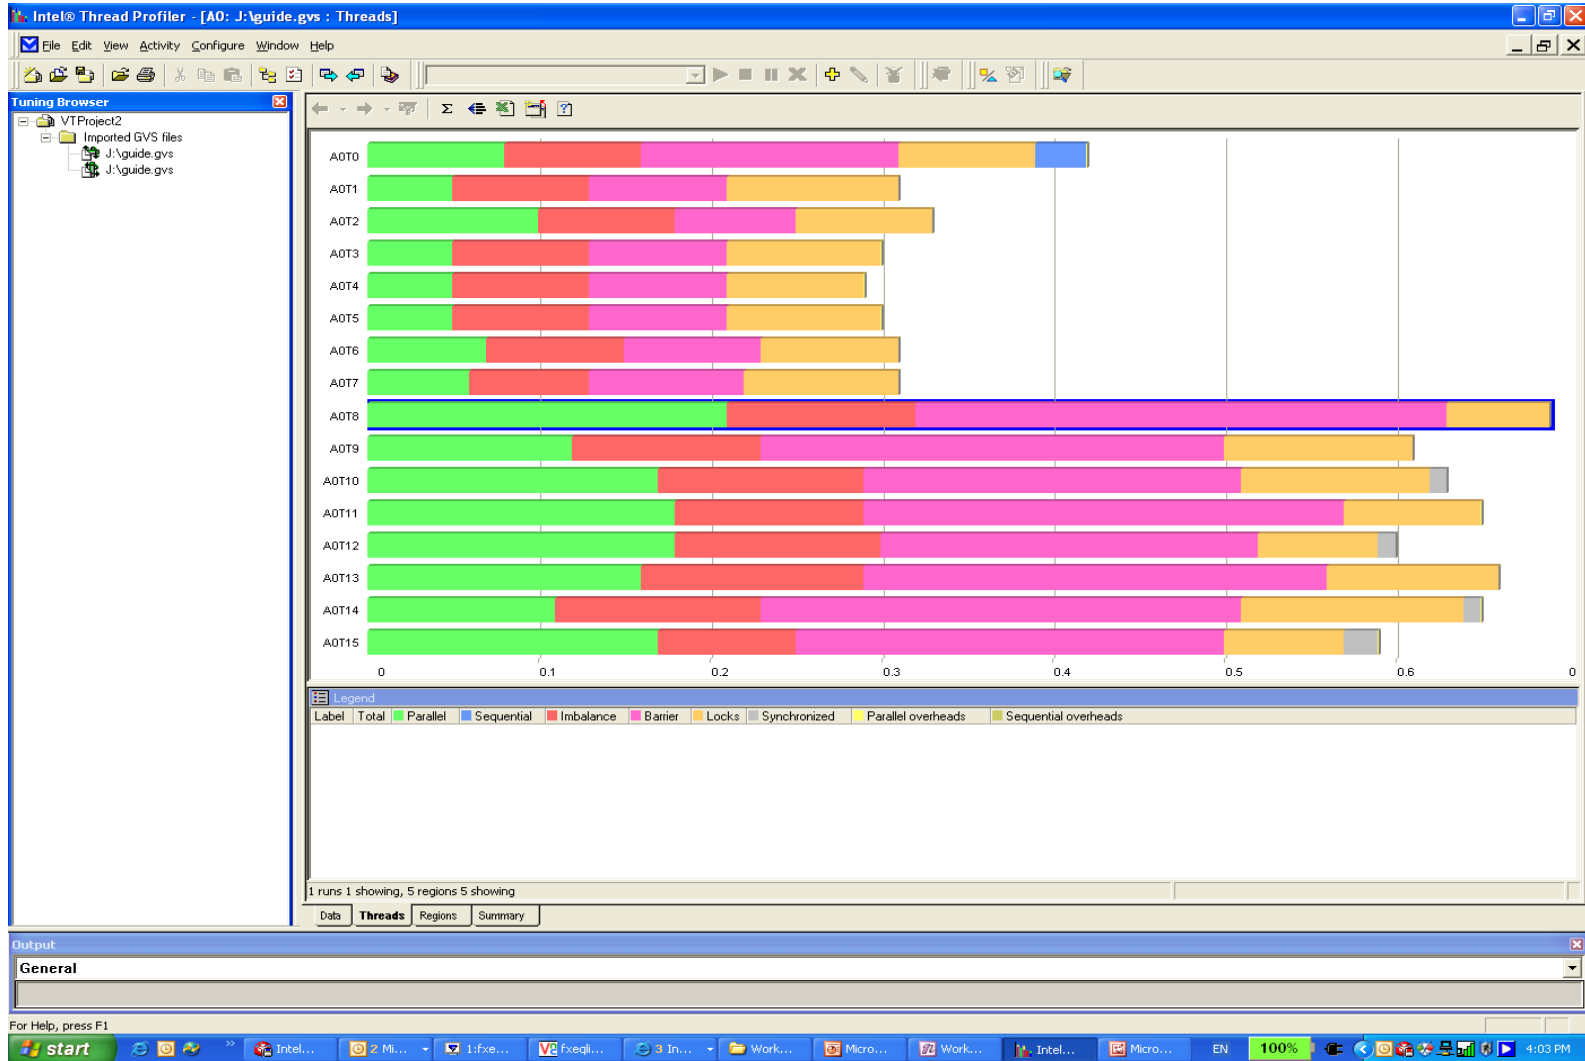 Intel® Thread Profiler - [A0: J:\guide.gvs : Threads]
File Edit View Activity Configure Window Help
Tuning Browser
VTProject2
Imported GVS files
J:\guide.gvs
J:\guide.gvs
A0T0
A0T1
A0T2
A0T3
A0T4
A0T5
A0T6
A0T7
A0T8
A0T9
A0T10
A0T11
A0T12
A0T13
A0T14
A0T15
0 0.1 0.2 0.3 0.4 0.5 0.6 0
Legend
Label Total Parallel Sequential Imbalance Barrier Locks Synchronized Parallel overheads Sequential overheads
1 runs 1 showing, 5 regions 5 showing
Data Threads Regions Summary
Output
General
For Help, press F1
start Intel... 2 Mi... 1:fxe... fxeqli... 3 In... Work... Micro... Work... Intel... Micro... EN 100% 4:03 PM